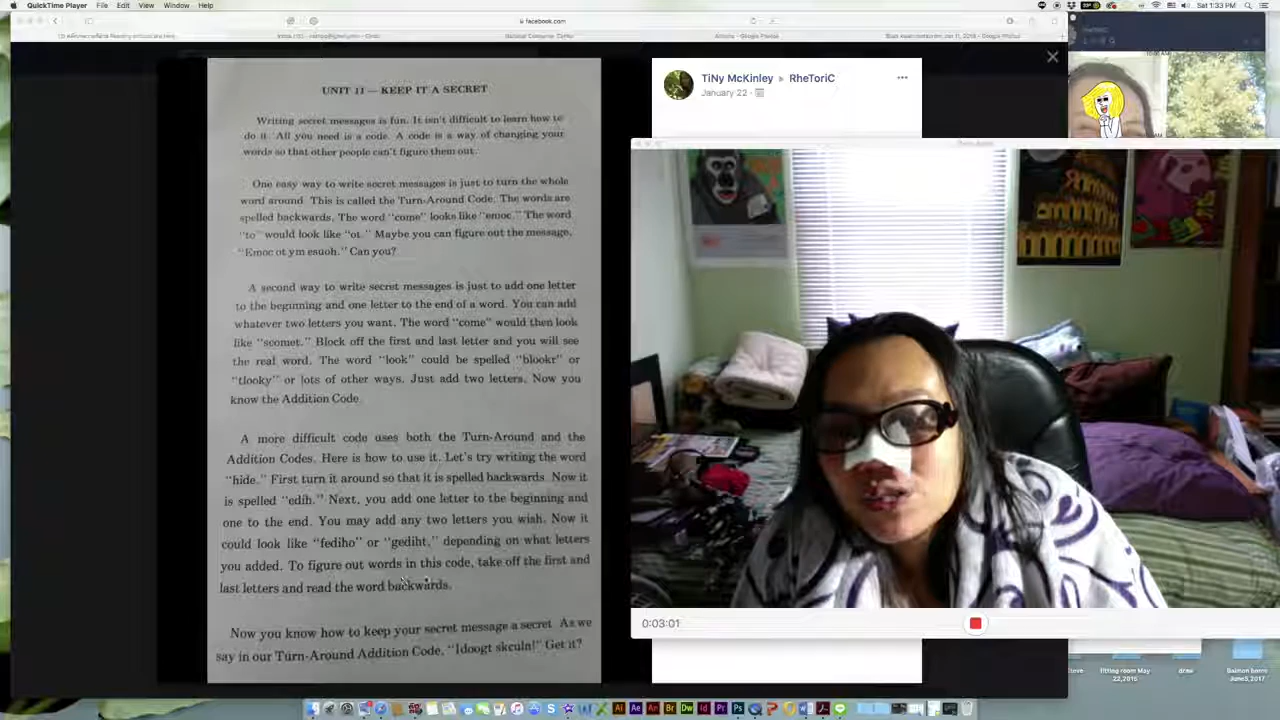 QuickTime Player File Edit View Window Help
Sat 1:33 PM
facebook.com
UNIT 11 — KEEP IT A SECRET
Writing secret messages is fun. It isn't difficult to learn how to
do it. All you need is a code. A code is a way of changing your
words so that other people can't figure them out.
One easy way to write secret messages is just to turn the whole
word around. This is called the Turn-Around Code. The words are
spelled backwards. The word "come" looks like "emoc." The word
"to" would look like "ot." Maybe you can figure out the message,
"Emoc ot ym esuoh." Can you?
A second way to write secret messages is just to add one letter
to the beginning and one letter to the end of a word. You can add
whatever two letters you want. The word "come" would then look
like "scomet." Block off the first and last letter and you will see
the real word. The word "look" could be spelled "blookr" or
"tlooky" or lots of other ways. Just add two letters. Now you
know the Addition Code.
A more difficult code uses both the Turn-Around and the
Addition Codes. Here is how to use it. Let's try writing the word
"hide." First turn it around so that it is spelled backwards. Now it
is spelled "edih." Next, you add one letter to the beginning and
one to the end. You may add any two letters you wish. Now it
could look like "fediho" or "gediht," depending on what letters
you added. To figure out words in this code, take off the first and
last letters and read the word backwards.
Now you know how to keep your secret message a secret. As we
say in our Turn-Around Addition Code, "Idoogt skculn!" Get it?
TiNy McKinley ▸ RheToriC
January 22
0:03:01
fitting room May
22,2015
draw
June5,2017